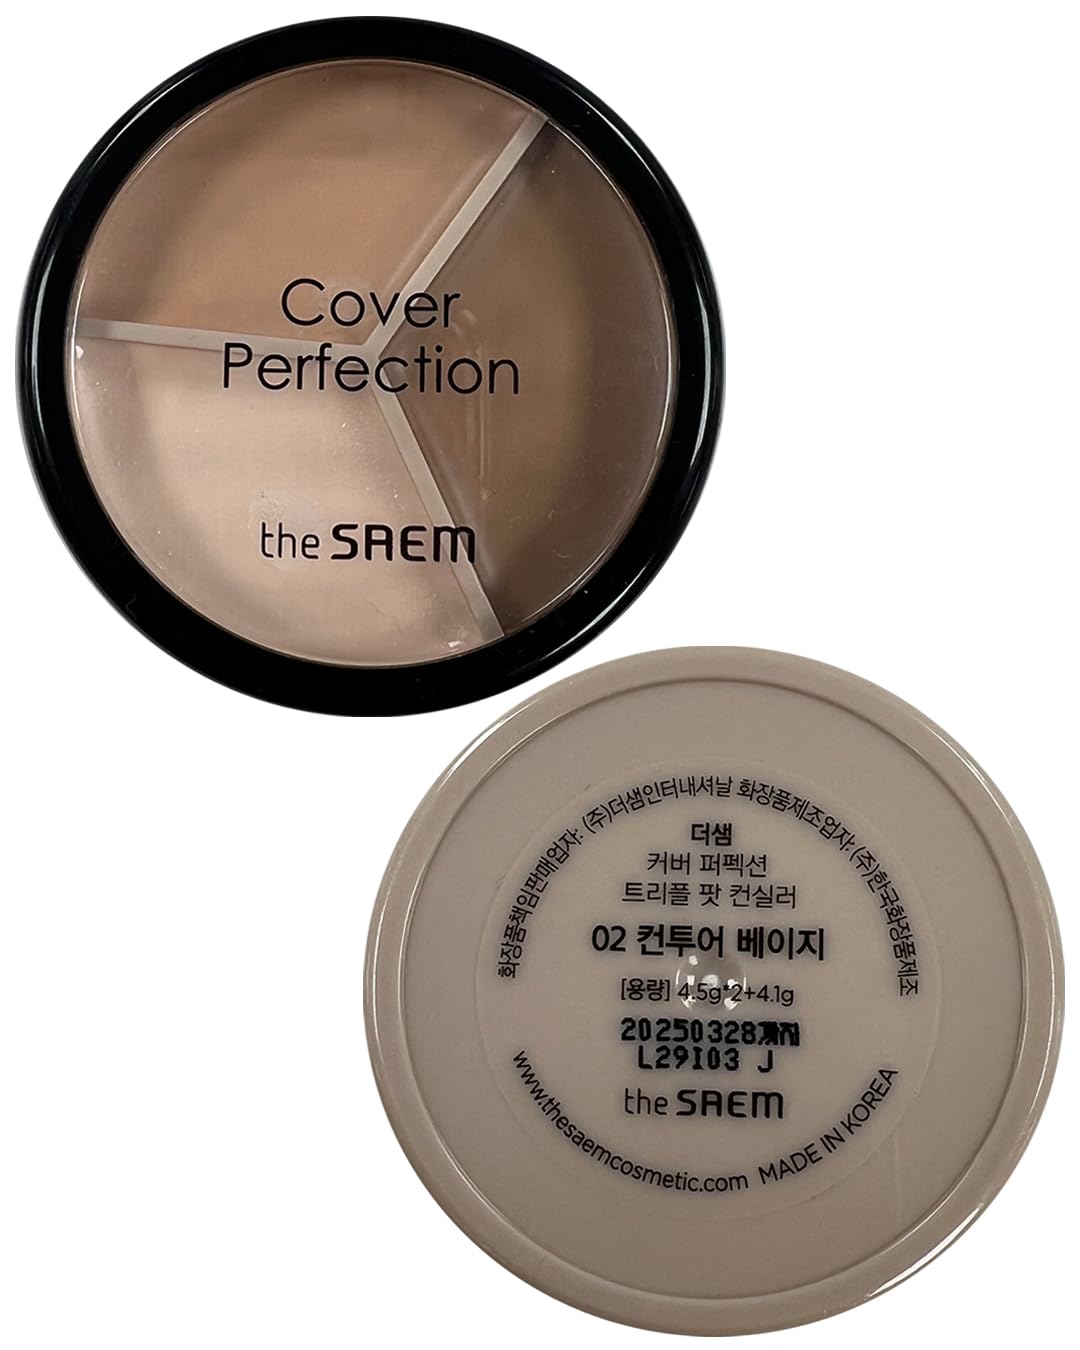 Cover
Perfection
the SAEM
화장품책임판매업자: (주)더샘인터내셔날 화장품제조업자: (주)한국화장품제조
더샘
커버 퍼펙션
트리플 팟 컨실러
02 컨투어 베이지
[용량] 4.5g*2+4.1g
20250328까지
L29I03 J
the SAEM
www.thesaemcosmetic.com MADE IN KOREA